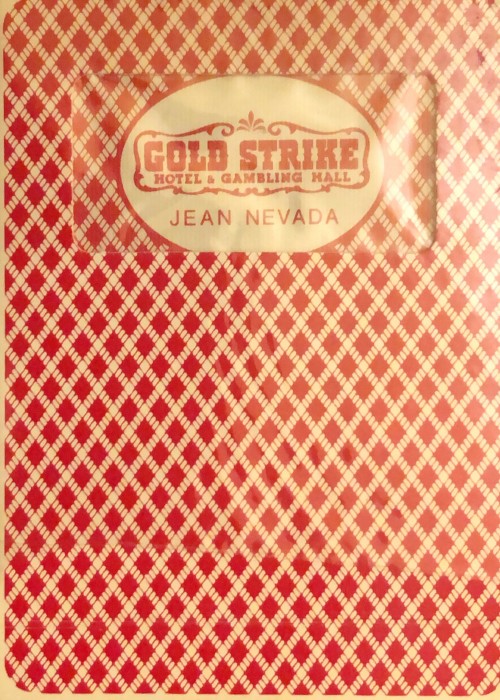 GOLD STRIKE
HOTEL & GAMBLING HALL
JEAN NEVADA